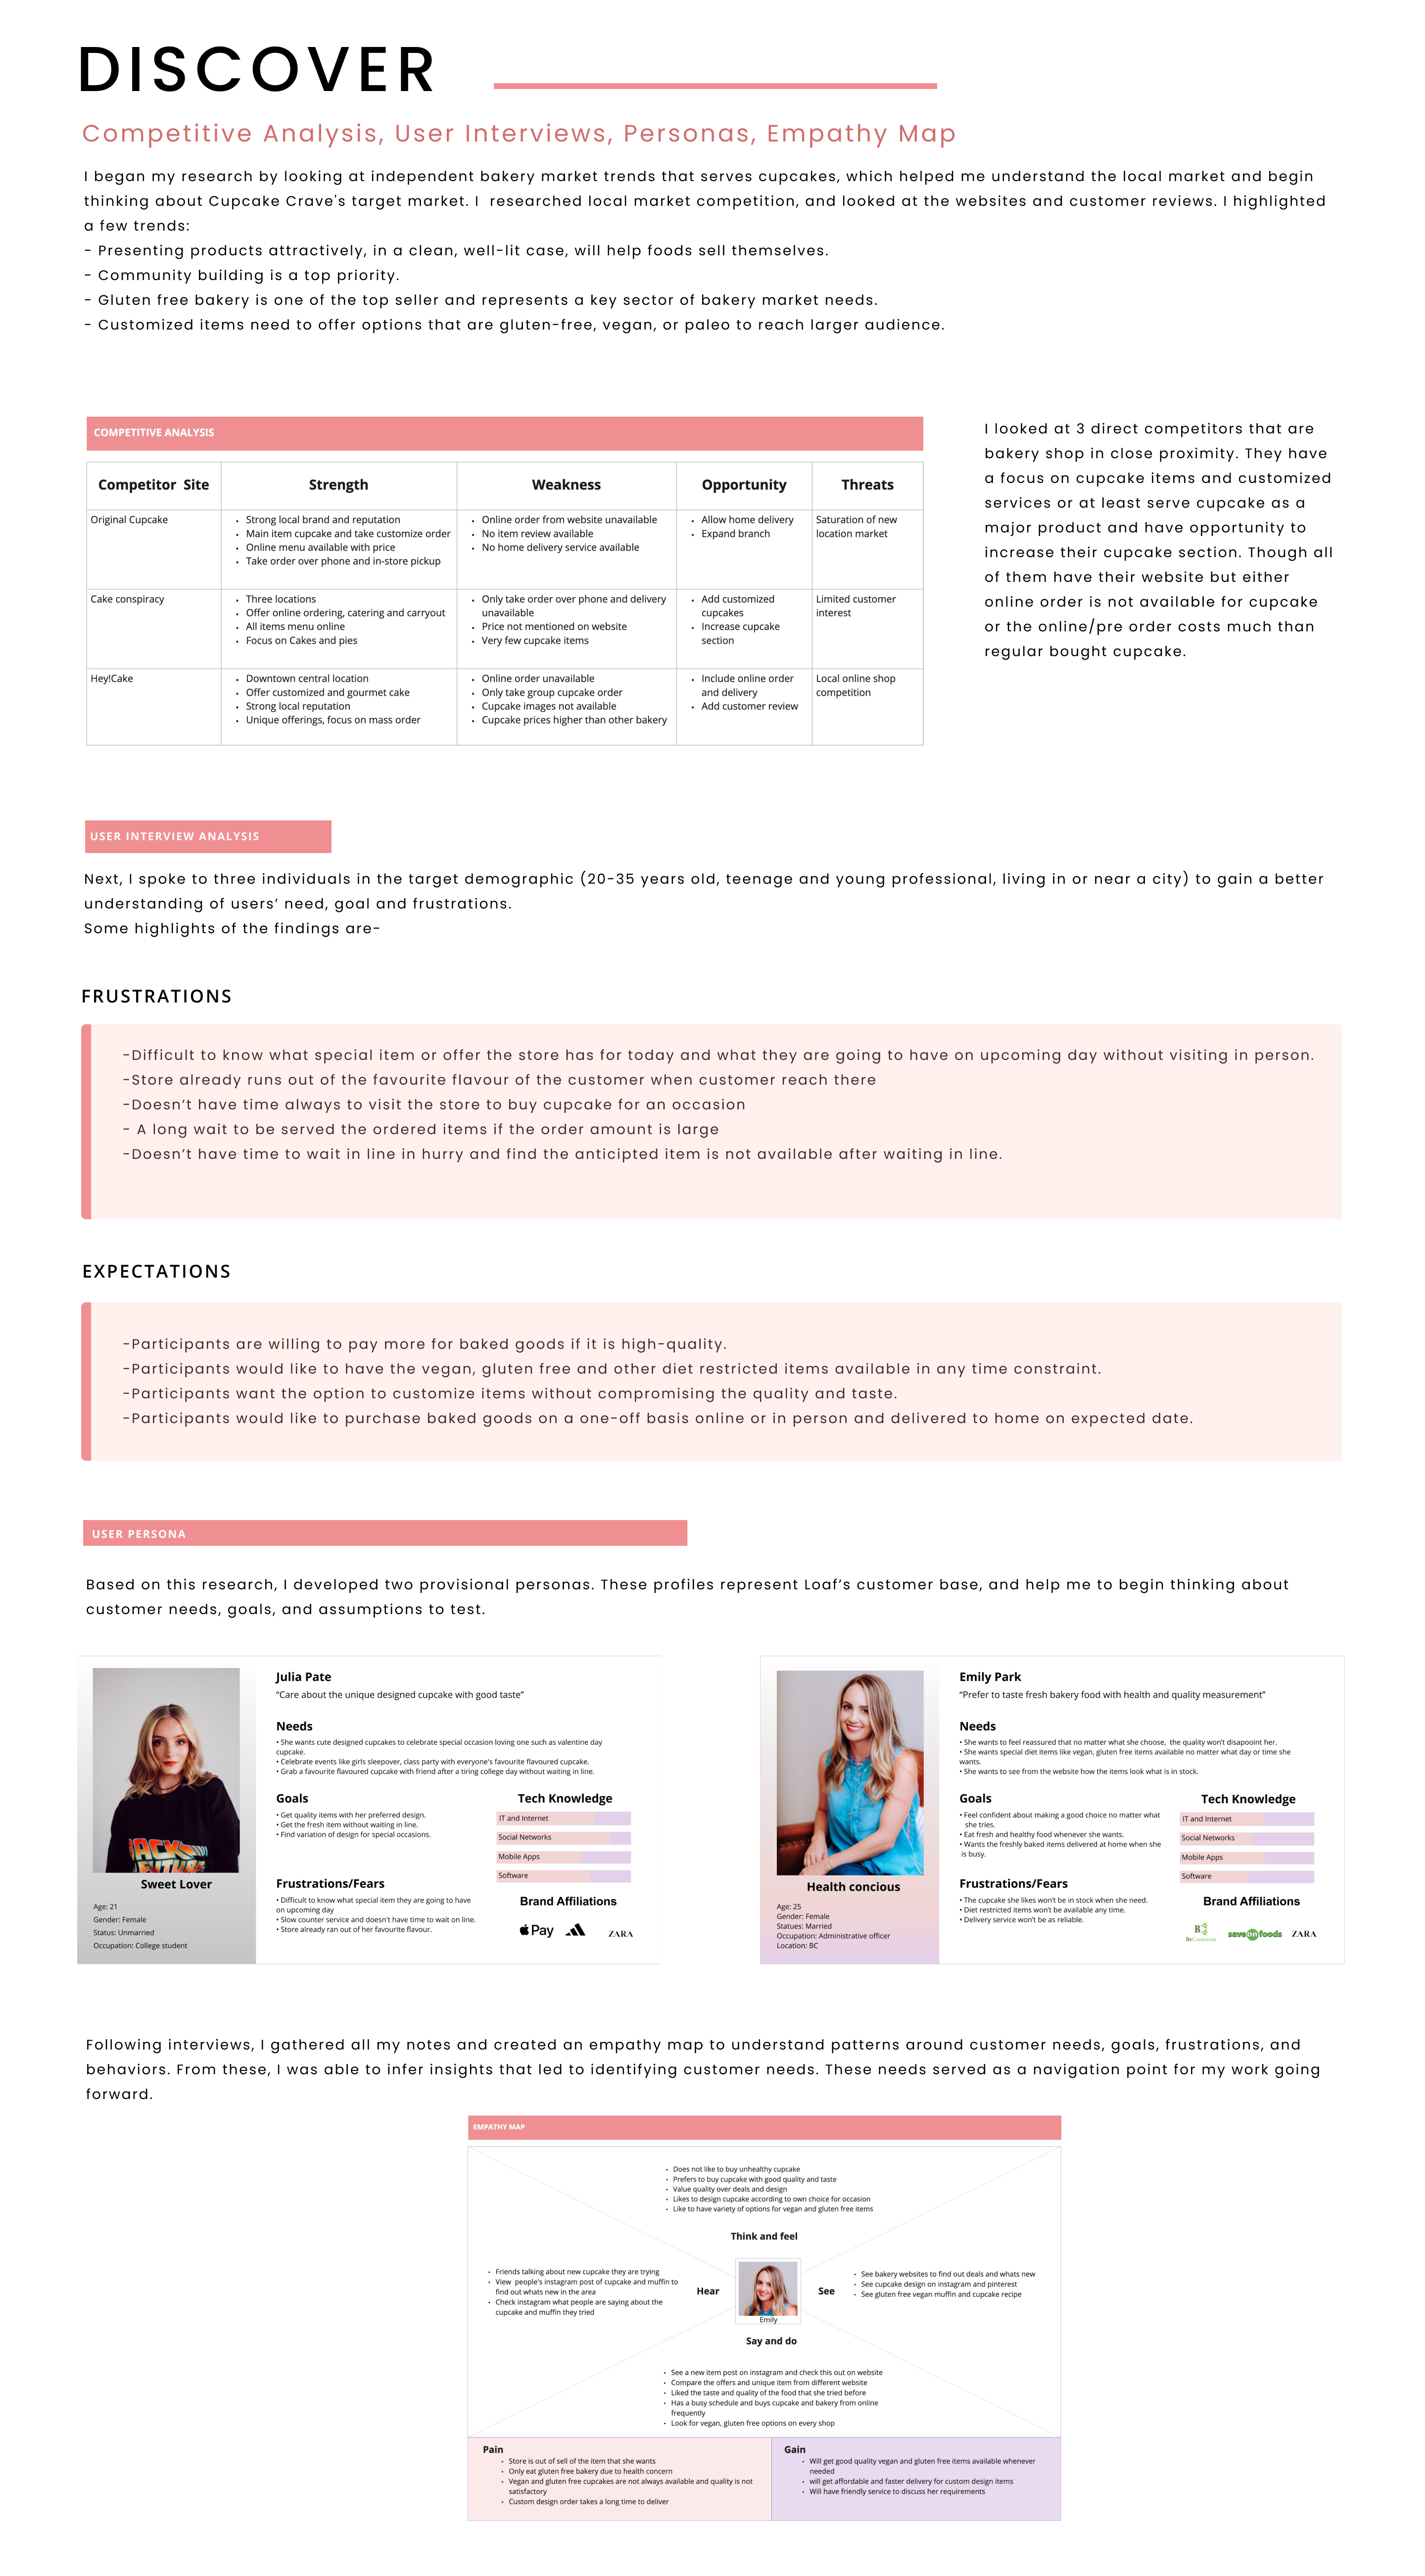 DISCOVER
Competitive Analysis, User Interviews, Personas, Empathy Map
I began my research by looking at independent bakery market trends that serves cupcakes, which helped me understand the local market and begin
thinking about Cupcake Crave's target market. I researched local market competition, and looked at the websites and customer reviews. I highlighted
a few trends:
- Presenting products attractively, in a clean, well-lit case, will help foods sell themselves.
- Community building is a top priority.
- Gluten free bakery is one of the top seller and represents a key sector of bakery market needs.
- Customized items need to offer options that are gluten-free, vegan, or paleo to reach larger audience.
COMPETITIVE ANALYSIS
Competitor Site
Strength
Weakness
Opportunity
Threats
Original Cupcake
• Strong local brand and reputation
• Main item cupcake and take customize order
• Online menu available with price
• Take order over phone and in-store pickup
• Online order from website unavailable
• No item review available
• No home delivery service available
• Allow home delivery
• Expand branch
Saturation of new
location market
Cake conspiracy
• Three locations
• Offer online ordering, catering and carryout
• All items menu online
• Focus on Cakes and pies
• Only take order over phone and delivery
unavailable
• Price not mentioned on website
• Very few cupcake items
• Add customized
cupcakes
• Increase cupcake
section
Limited customer
interest
Hey!Cake
• Downtown central location
• Offer customized and gourmet cake
• Strong local reputation
• Unique offerings, focus on mass order
• Online order unavailable
• Only take group cupcake order
• Cupcake images not available
• Cupcake prices higher than other bakery
• Include online order
and delivery
• Add customer review
Local online shop
competition
I looked at 3 direct competitors that are
bakery shop in close proximity. They have
a focus on cupcake items and customized
services or at least serve cupcake as a
major product and have opportunity to
increase their cupcake section. Though all
of them have their website but either
online order is not available for cupcake
or the online/pre order costs much than
regular bought cupcake.
USER INTERVIEW ANALYSIS
Next, I spoke to three individuals in the target demographic (20-35 years old, teenage and young professional, living in or near a city) to gain a better
understanding of users’ need, goal and frustrations.
Some highlights of the findings are-
FRUSTRATIONS
-Difficult to know what special item or offer the store has for today and what they are going to have on upcoming day without visiting in person.
-Store already runs out of the favourite flavour of the customer when customer reach there
-Doesn’t have time always to visit the store to buy cupcake for an occasion
- A long wait to be served the ordered items if the order amount is large
-Doesn’t have time to wait in line in hurry and find the anticipted item is not available after waiting in line.
EXPECTATIONS
-Participants are willing to pay more for baked goods if it is high-quality.
-Participants would like to have the vegan, gluten free and other diet restricted items available in any time constraint.
-Participants want the option to customize items without compromising the quality and taste.
-Participants would like to purchase baked goods on a one-off basis online or in person and delivered to home on expected date.
USER PERSONA
Based on this research, I developed two provisional personas. These profiles represent Loaf’s customer base, and help me to begin thinking about
customer needs, goals, and assumptions to test.
BACK
FUTURE
Sweet Lover
Age: 21
Gender: Female
Status: Unmarried
Occupation: College student
Julia Pate
“Care about the unique designed cupcake with good taste”
Needs
• She wants cute designed cupcakes to celebrate special occasion loving one such as valentine day
cupcake.
• Celebrate events like girls sleepover, class party with everyone's favourite flavoured cupcake.
• Grab a favourite flavoured cupcake with friend after a tiring college day without waiting in line.
Goals
• Get quality items with her preferred design.
• Get the fresh item without waiting in line.
• Find variation of design for special occasions.
Frustrations/Fears
• Difficult to know what special item they are going to have
on upcoming day
• Slow counter service and doesn't have time to wait on line.
• Store already ran out of her favourite flavour.
Tech Knowledge
IT and Internet
Social Networks
Mobile Apps
Software
Brand Affiliations
Pay
ZARA
Health concious
Age: 25
Gender: Female
Statues: Married
Occupation: Administrative officer
Location: BC
Emily Park
“Prefer to taste fresh bakery food with health and quality measurement”
Needs
• She wants to feel reassured that no matter what she choose, the quality won't disapooint her.
• She wants special diet items like vegan, gluten free items available no matter what day or time she
wants.
• She wants to see from the website how the items look what is in stock.
Goals
• Feel confident about making a good choice no matter what
she tries.
• Eat fresh and healthy food whenever she wants.
• Wants the freshly baked items delivered at home when she
is busy.
Frustrations/Fears
• The cupcake she likes won’t be in stock when she need.
• Diet restricted items won’t be available any time.
• Delivery service won’t be as reliable.
Tech Knowledge
IT and Internet
Social Networks
Mobile Apps
Software
Brand Affiliations
BeConscious
save on foods
ZARA
Following interviews, I gathered all my notes and created an empathy map to understand patterns around customer needs, goals, frustrations, and
behaviors. From these, I was able to infer insights that led to identifying customer needs. These needs served as a navigation point for my work going
forward.
EMPATHY MAP
• Does not like to buy unhealthy cupcake
• Prefers to buy cupcake with good quality and taste
• Value quality over deals and design
• Likes to design cupcake according to own choice for occasion
• Like to have variety of options for vegan and gluten free items
Think and feel
• Friends talking about new cupcake they are trying
• View people's instagram post of cupcake and muffin to
find out whats new in the area
• Check instagram what people are saying about the
cupcake and muffin they tried
Hear
Emily
See
• See bakery websites to find out deals and whats new
• See cupcake design on instagram and pinterest
• See gluten free vegan muffin and cupcake recipe
Say and do
• See a new item post on instagram and check this out on website
• Compare the offers and unique item from different website
• Liked the taste and quality of the food that she tried before
• Has a busy schedule and buys cupcake and bakery from online
frequently
• Look for vegan, gluten free options on every shop
Pain
• Store is out of sell of the item that she wants
• Only eat gluten free bakery due to health concern
• Vegan and gluten free cupcakes are not always available and quality is not
satisfactory
• Custom design order takes a long time to deliver
Gain
• Will get good quality vegan and gluten free items available whenever
needed
• will get affordable and faster delivery for custom design items
• Will have friendly service to discuss her requirements